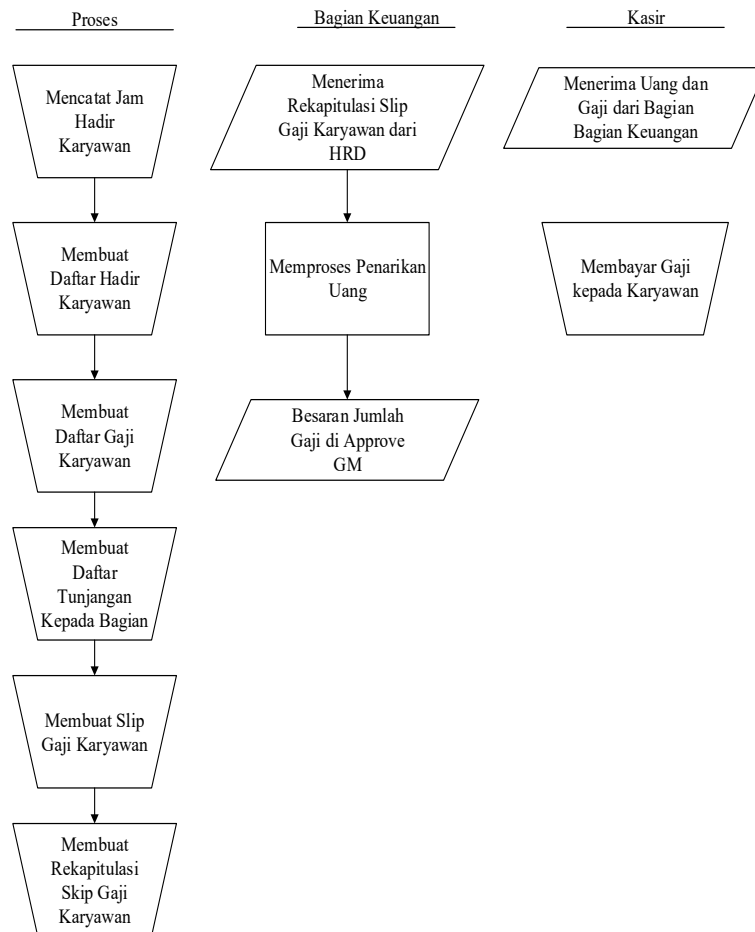 Proses
Mencatat Jam
Hadir
Karyawan
Membuat
Daftar Hadir
Karyawan
Membuat
Daftar Gaji
Karyawan
Membuat
Daftar
Tunjangan
Kepada Bagian
Membuat Slip
Gaji Karyawan
Membuat
Rekapitulasi
Skip Gaji
Karyawan
Bagian Keuangan
Menerima
Rekapitulasi Slip
Gaji Karyawan dari
HRD
Memproses Penarikan
Uang
Besaran Jumlah
Gaji di Approve
GM
Kasir
Menerima Uang dan
Gaji dari Bagian
Bagian Keuangan
Membayar Gaji
kepada Karyawan